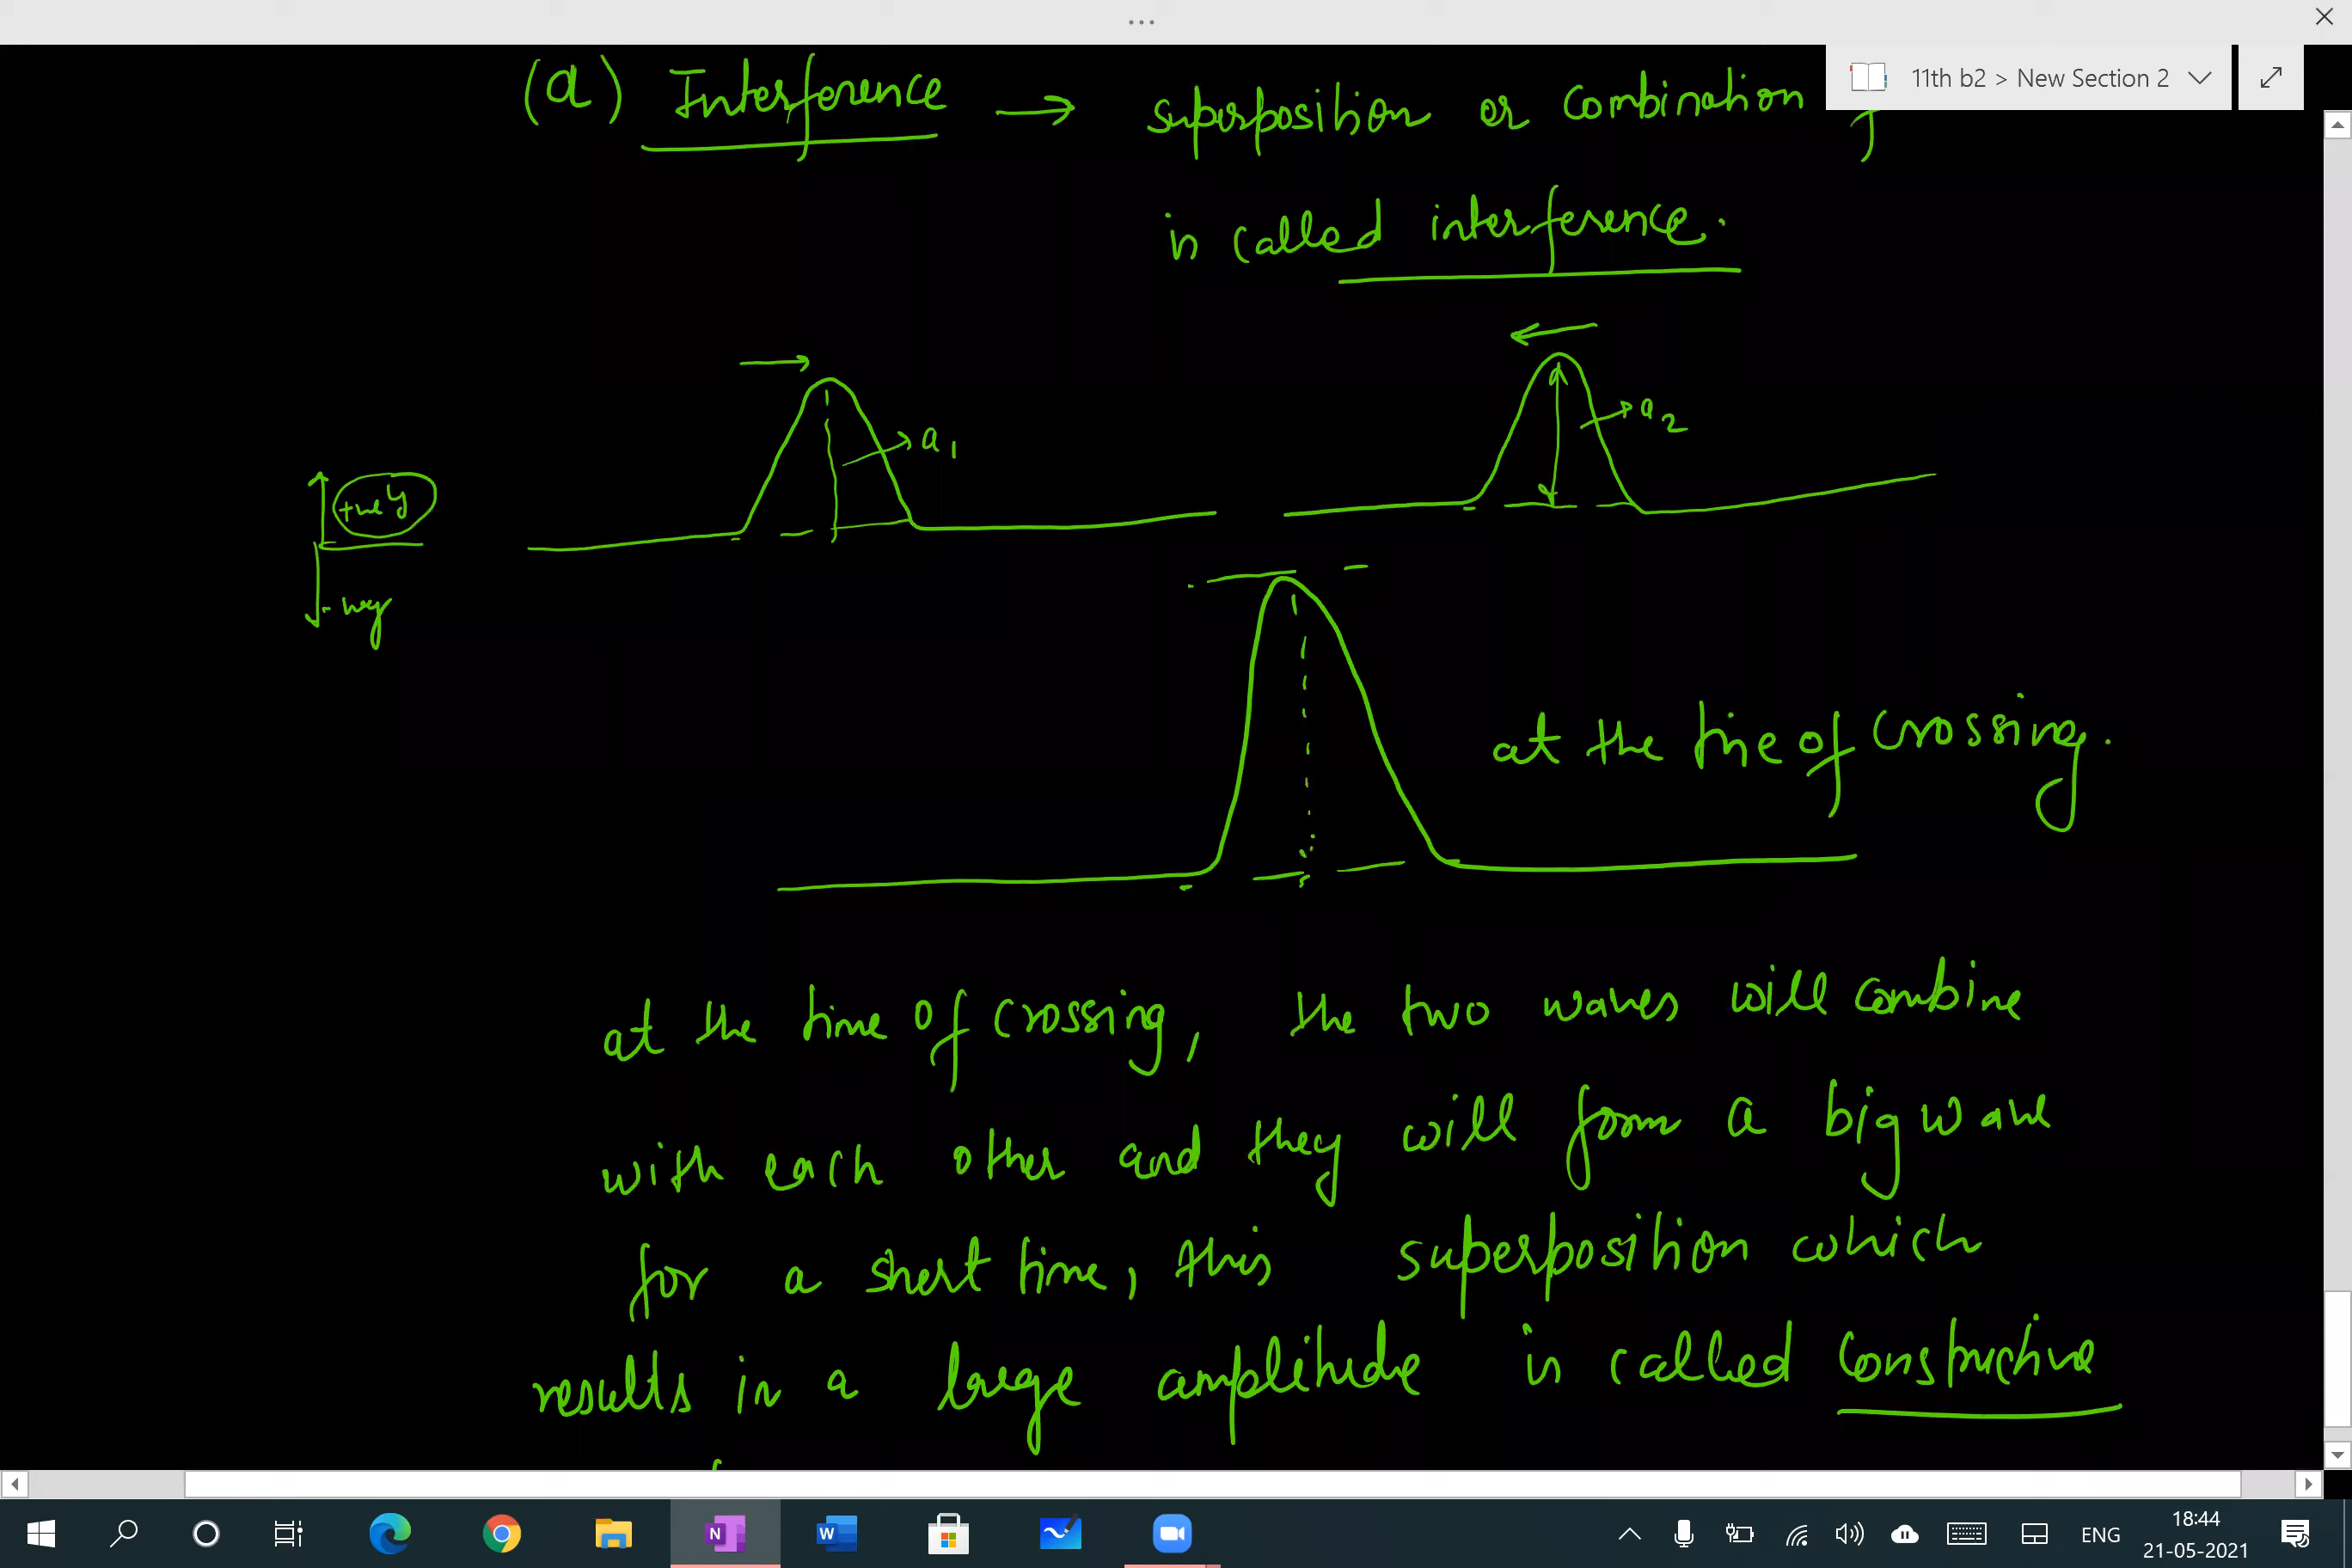 ...
11th b2 > New Section 2
(a) Interference → superposition or combination
is called interference.
→
←
a1
a2
+ve y
- ve y
at the time of crossing.
at the time of crossing, the two waves will combine
with each other and they will form a big wave
for a short time, this superposition which
results in a large amplitude is called Constructive
N
W
ENG
18:44
21-05-2021